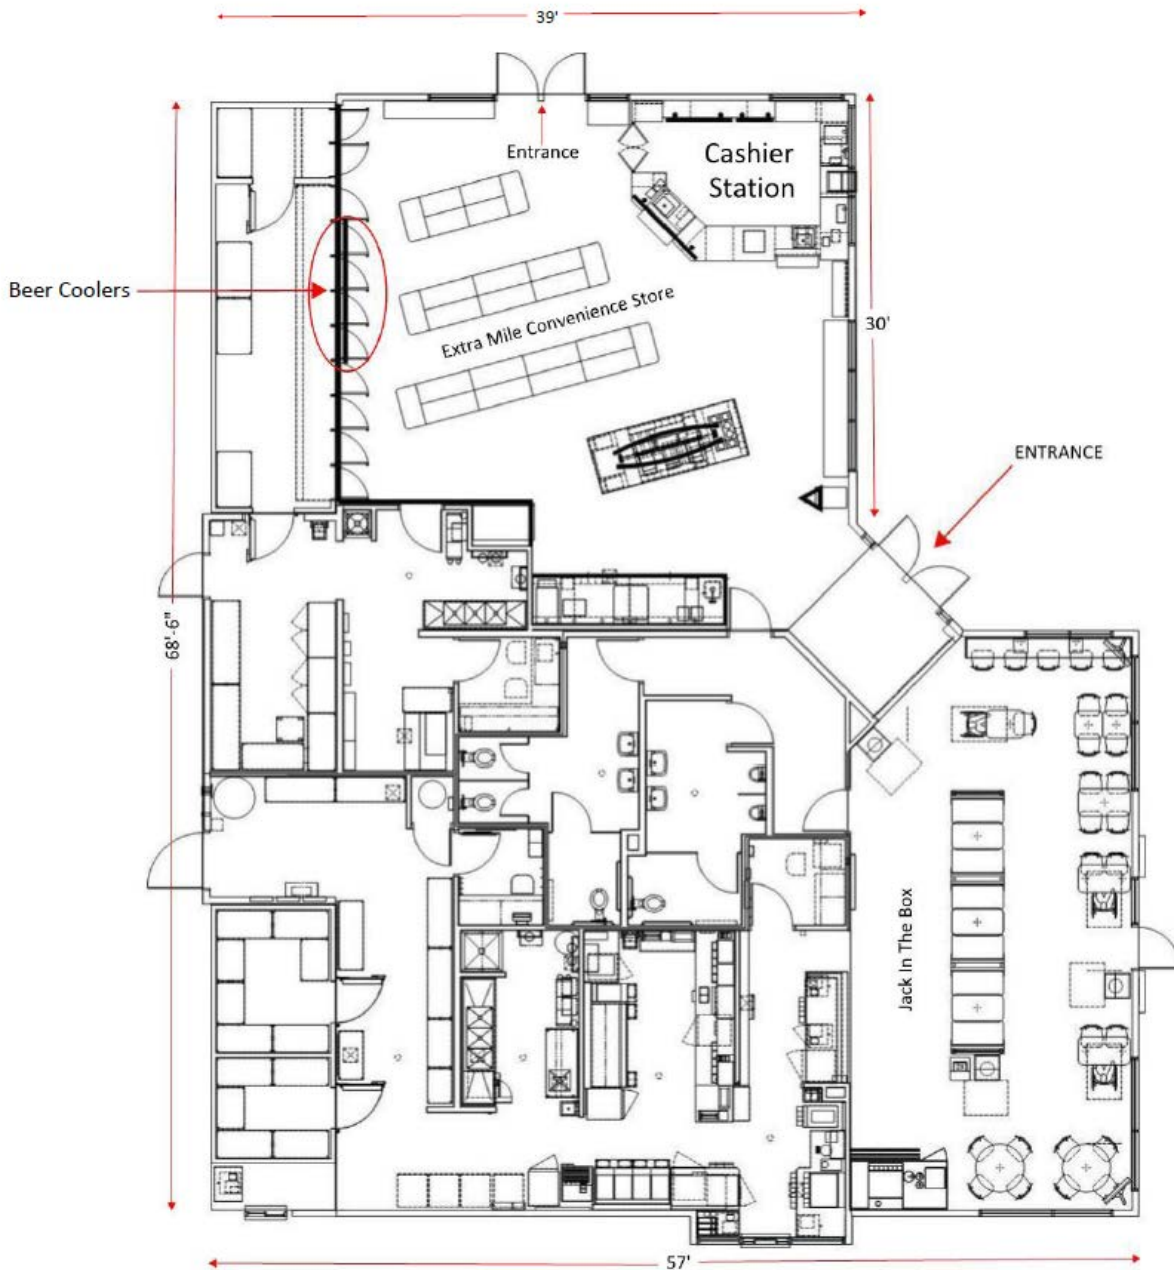 39'
Entrance
Cashier
Station
Beer Coolers
Extra Mile Convenience Store
30'
ENTRANCE
68'-6"
Jack In The Box
57'